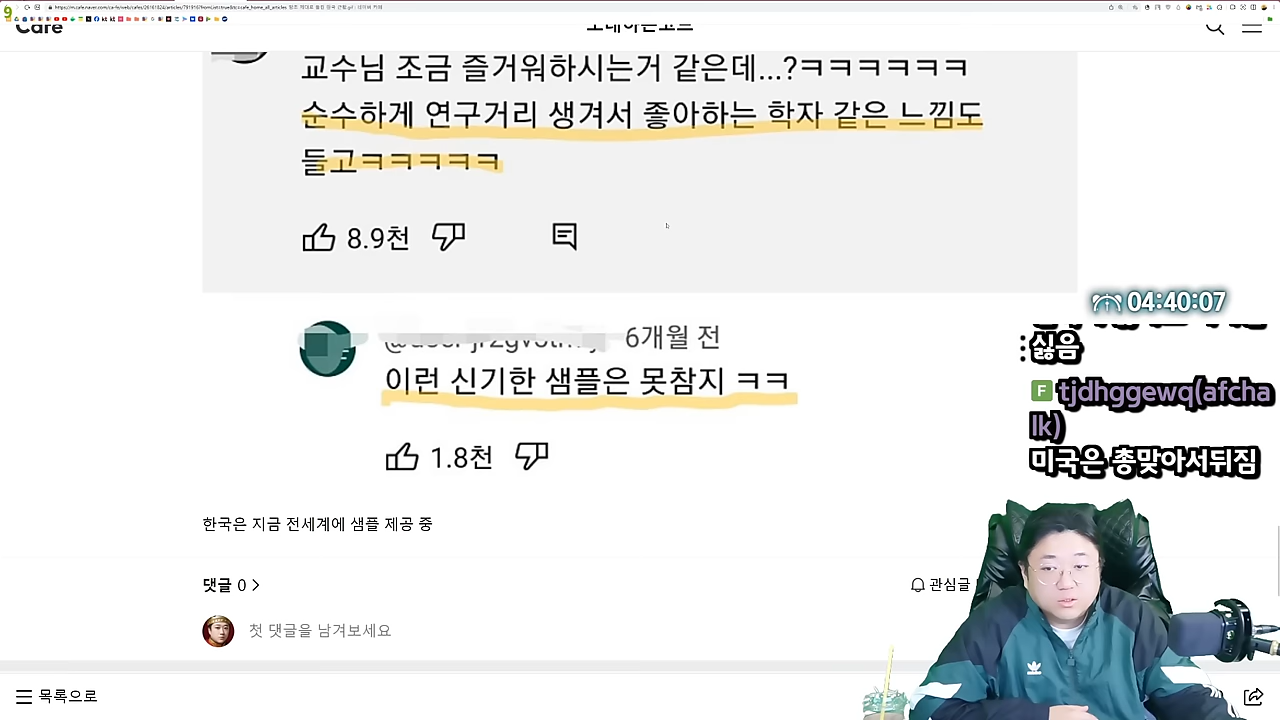 Care
교수님 조금 즐거워하시는거 같은데...?ㅋㅋㅋㅋㅋㅋ
순수하게 연구거리 생겨서 좋아하는 학자 같은 느낌도
들고ㅋㅋㅋㅋㅋ
8.9천
6개월 전
이런 신기한 샘플은 못참지 ㅋㅋ
1.8천
한국은 지금 전세계에 샘플 제공 중
댓글 0
관심글
첫 댓글을 남겨보세요
목록으로
04:40:07
싫음
F tjdhggewq(afcha
lk)
미국은 총맞아서뒤짐